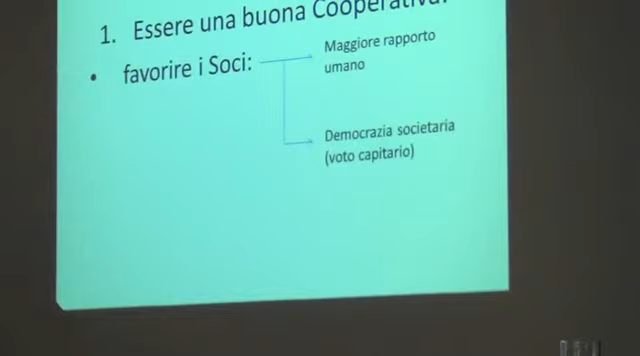 1. Essere una buona Cooperativa:
• favorire i Soci:
Maggiore rapporto
umano
Democrazia societaria
(voto capitario)